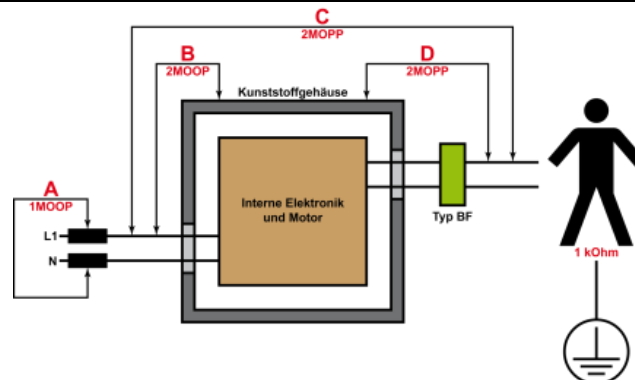 C
2MOPP
B
2MOOP
D
2MOPP
Kunststoffgehäuse
A
1MOOP
L1
N
Interne Elektronik
und Motor
Typ BF
1 kOhm